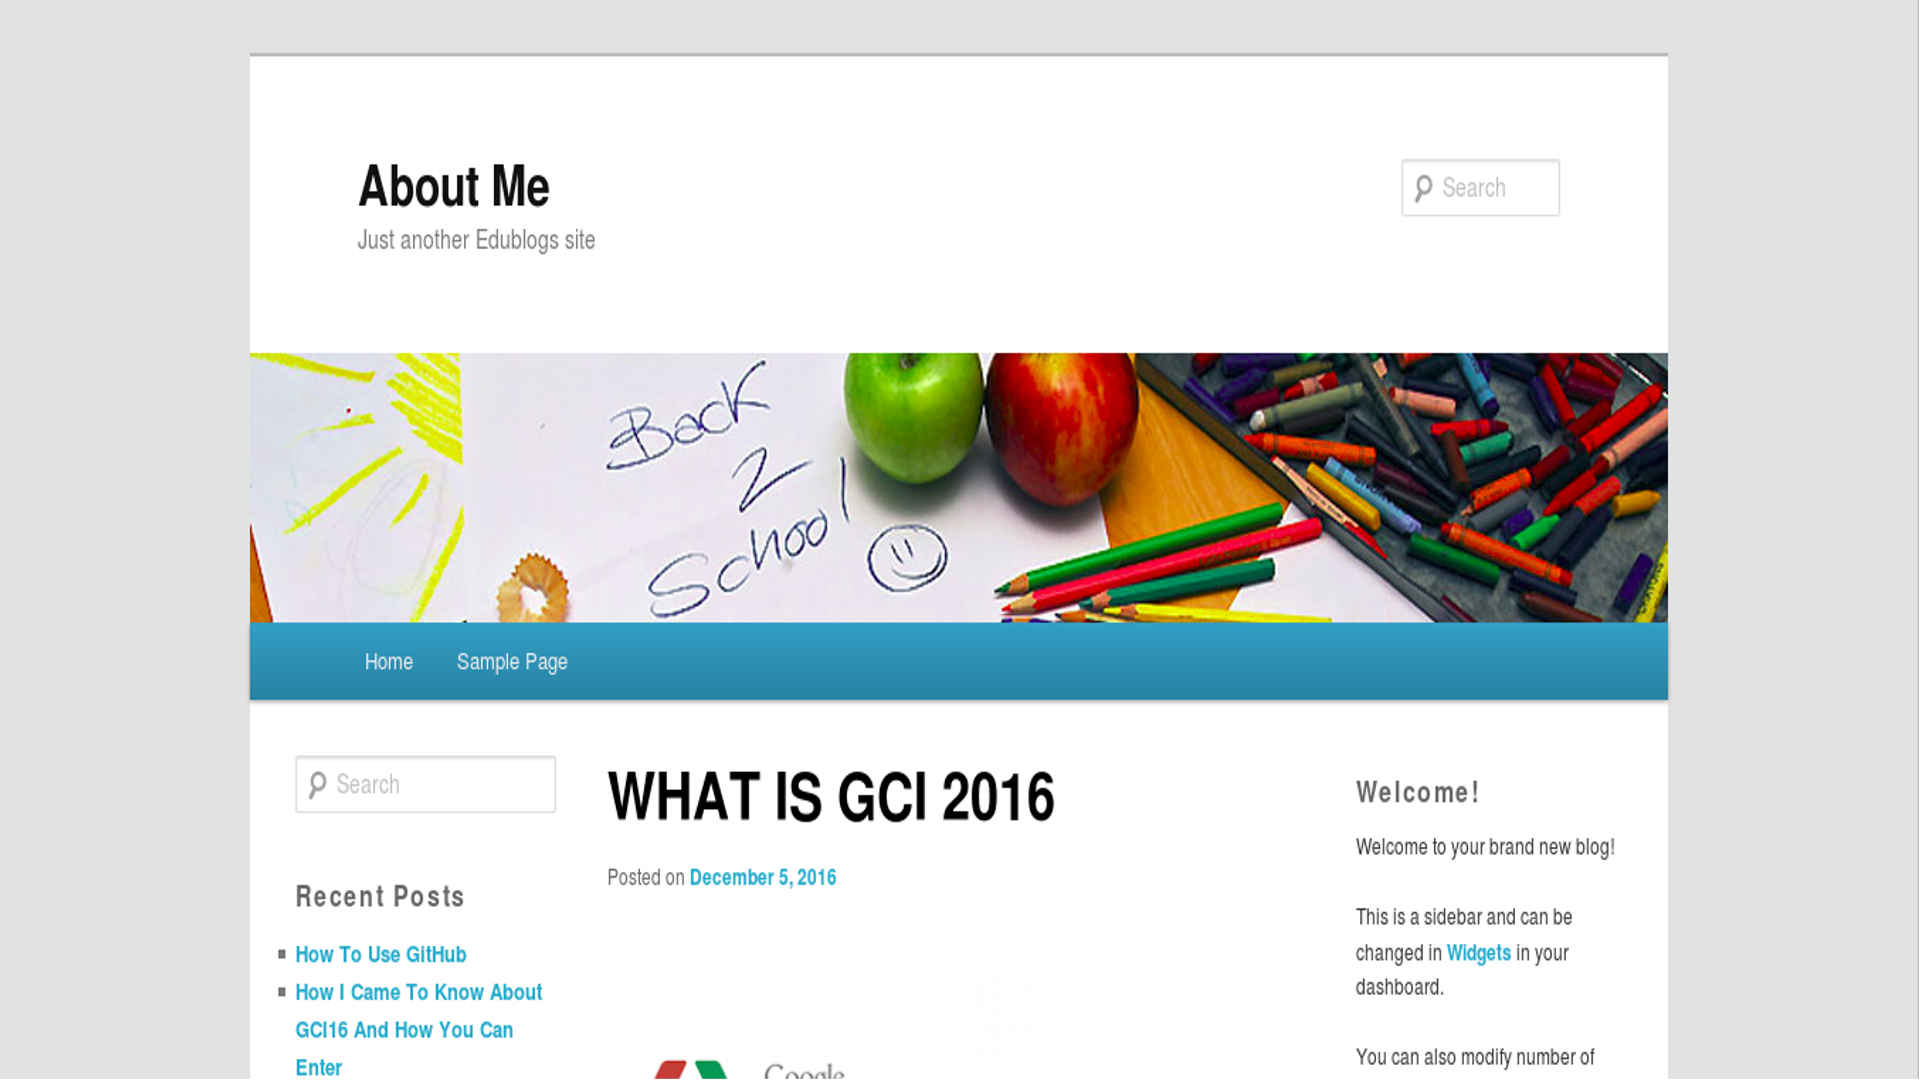 About Me
Just another Edublogs site
Search
Back
2
School
Home
Sample Page
Search
Recent Posts
How To Use GitHub
How I Came To Know About
GCI16 And How You Can
Enter
WHAT IS GCI 2016
Posted on December 5, 2016
Google
Welcome!
Welcome to your brand new blog!
This is a sidebar and can be
changed in Widgets in your
dashboard.
You can also modify number of